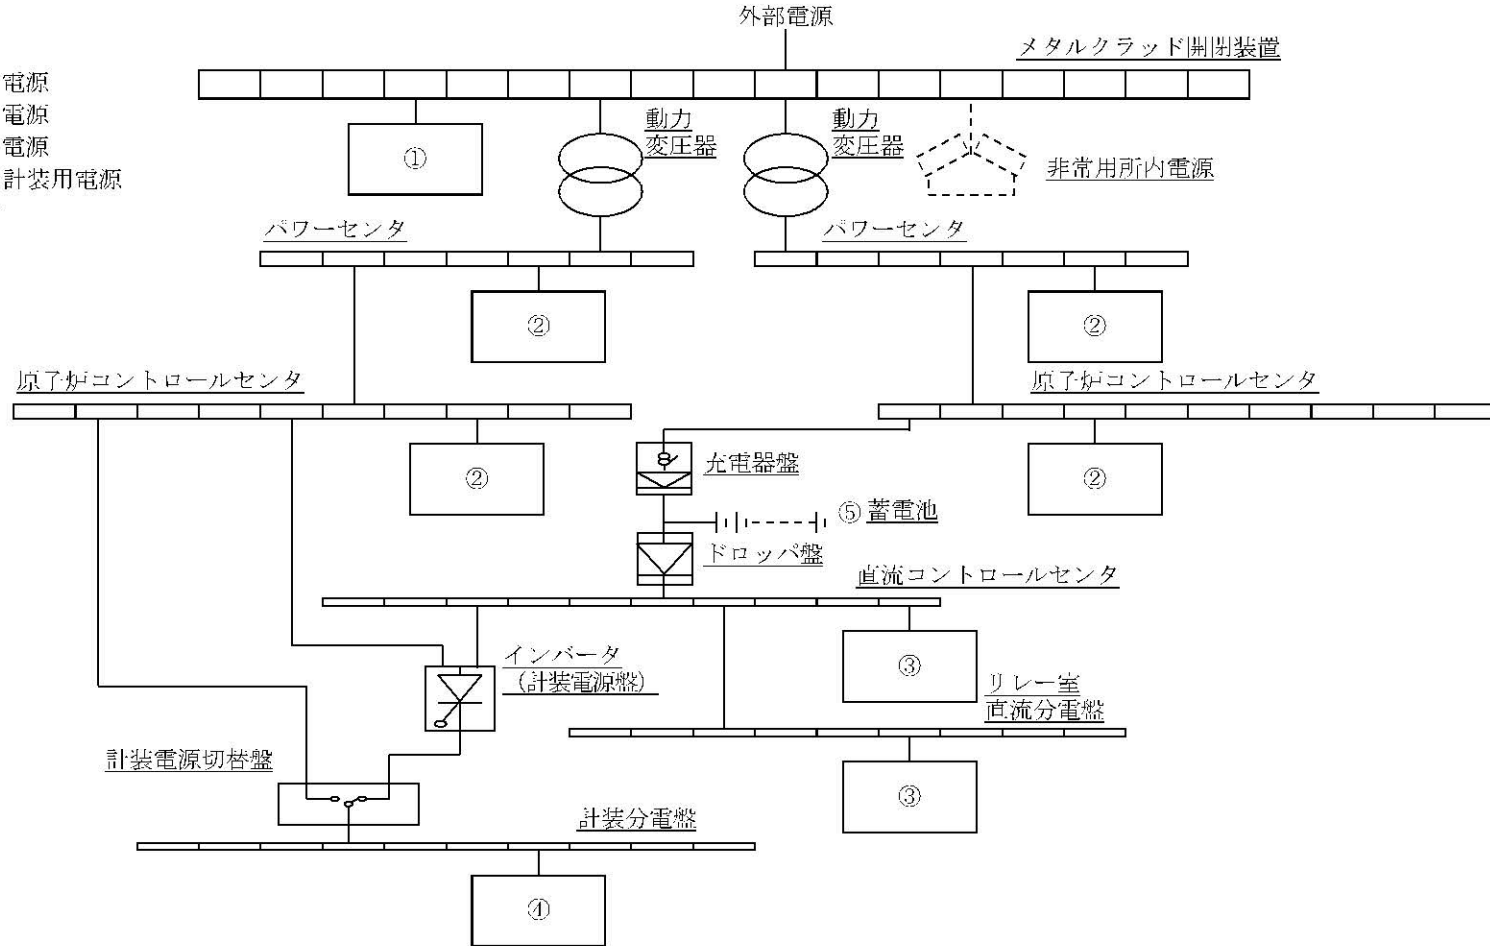 外部電源
メタルクラッド開閉装置
電源
電源
電源
計装用電源
①
動力
変圧器
動力
変圧器
非常用所内電源
パワーセンタ
パワーセンタ
②
②
原子炉コントロールセンタ
原子炉コントロールセンタ
②
②
充電器盤
⑤ 蓄電池
ドロッパ盤
直流コントロールセンタ
③
インバータ
(計装電源盤)
リレー室
直流分電盤
計装電源切替盤
③
計装分電盤
④